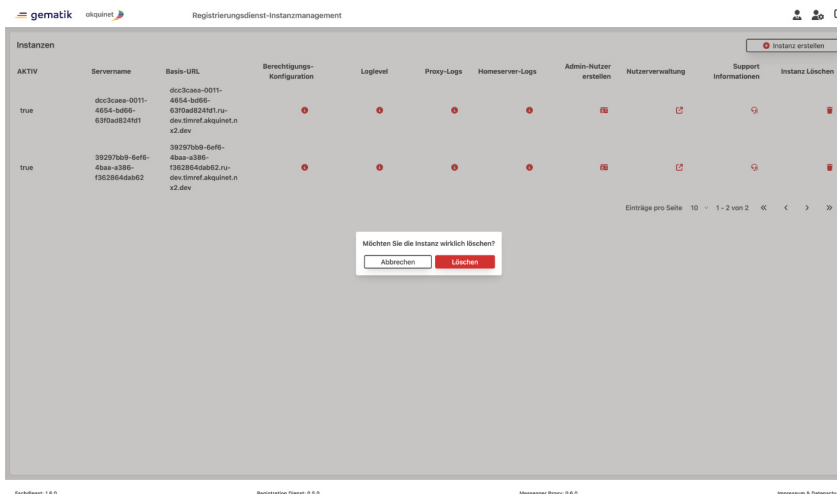 gematik akquinet Registrierungsdienst-Instanzmanagement
Instanzen
Instanz erstellen
AKTIV Servername Basis-URL Berechtigungs-Konfiguration Loglevel Proxy-Logs Homeserver-Logs Admin-Nutzer erstellen Nutzerverwaltung Support Informationen Instanz Löschen
true
dcc3caea-0011-
4654-bd66-
63f0ad824fd1
dcc3caea-0011-
4654-bd66-
63f0ad824fd1.ru-
dev.timref.akquinet.n
x2.dev
true
39297bb9-6ef6-
4baa-a386-
f362864dab62
39297bb9-6ef6-
4baa-a386-
f362864dab62.ru-
dev.timref.akquinet.n
x2.dev
Einträge pro Seite 10 1 - 2 von 2
Möchten Sie die Instanz wirklich löschen?
Abbrechen Löschen
Fachdienst: 1.6.0 Registration Dienst: 0.5.0 Messenger Proxy: 0.6.0 Impressum &